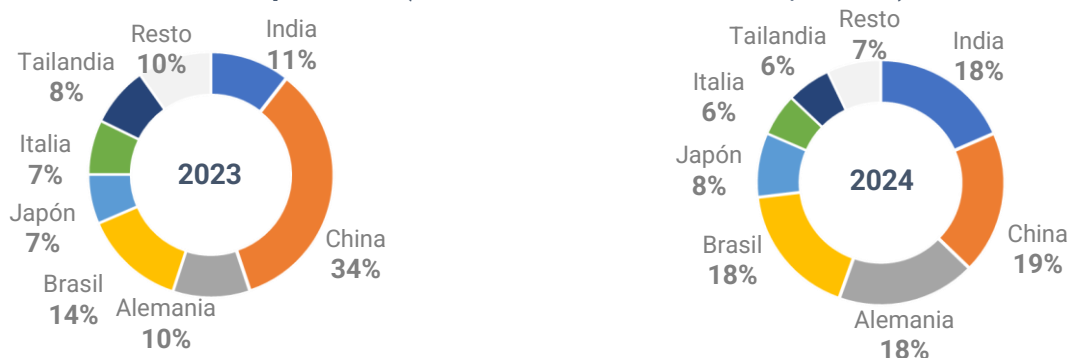 Resto
10%
India
11%
Tailandia
8%
Italia
7%
2023
Japón
7%
China
34%
Brasil
14%
Alemania
10%
Resto
7%
India
18%
Tailandia
6%
Italia
6%
Japón
8%
2024
Brasil
18%
China
19%
Alemania
18%